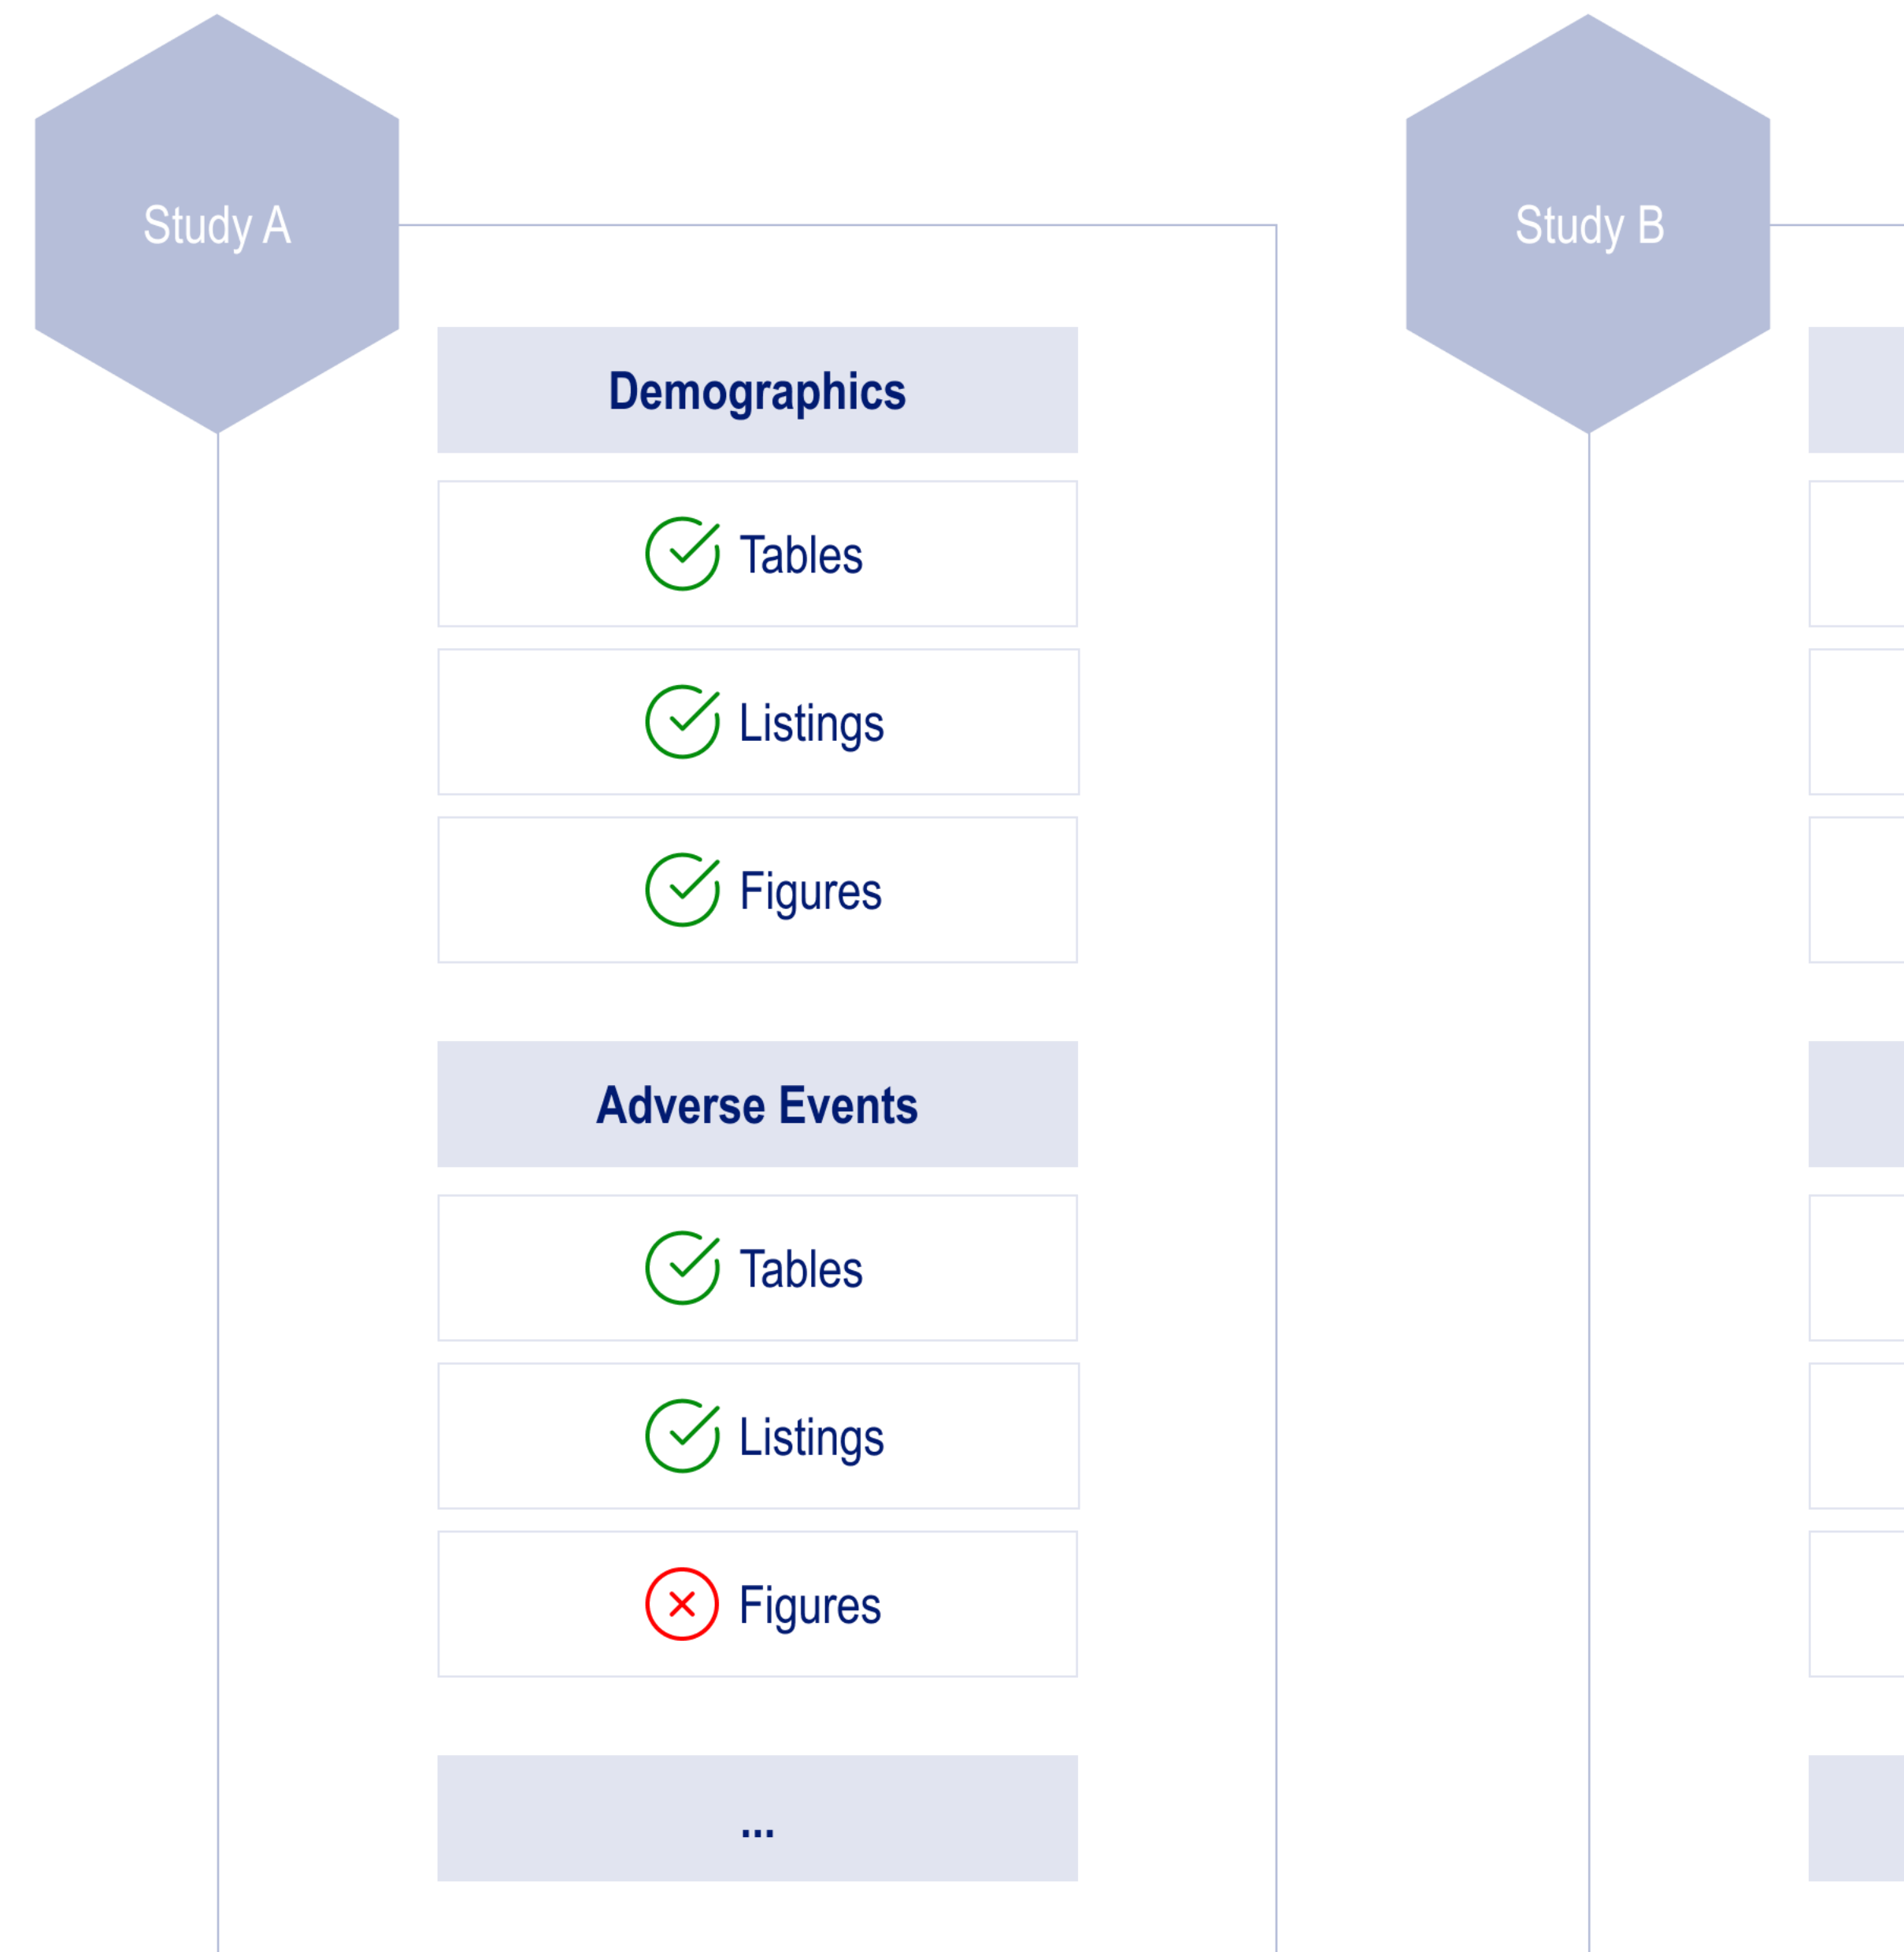 Study A
Demographics
Tables
Listings
Figures
Adverse Events
Tables
Listings
Figures
...
Study B